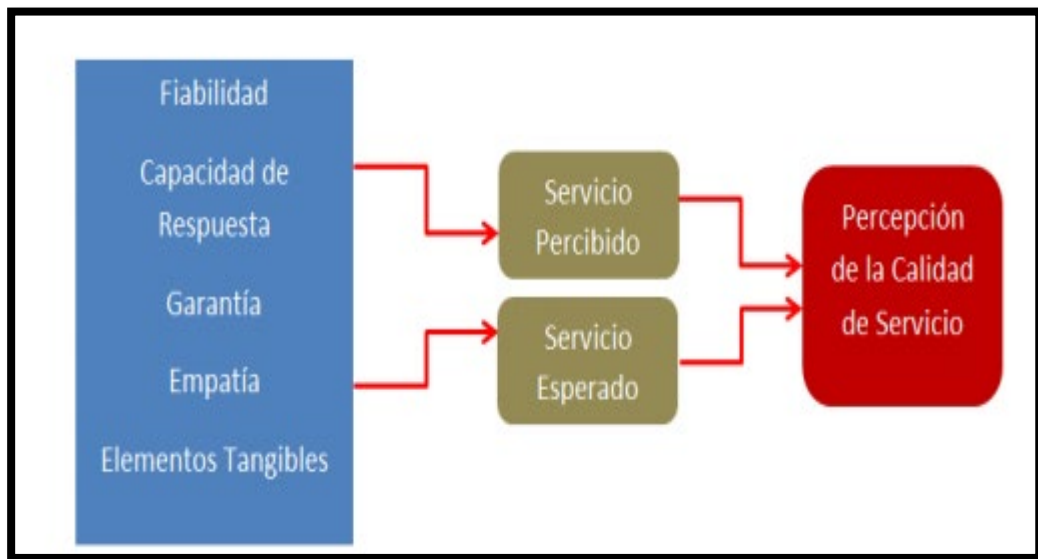 Fiabilidad
Capacidad de
Respuesta
Garantía
Empatía
Elementos Tangibles
Servicio
Percibido
Servicio
Esperado
Percepción
de la Calidad
de Servicio